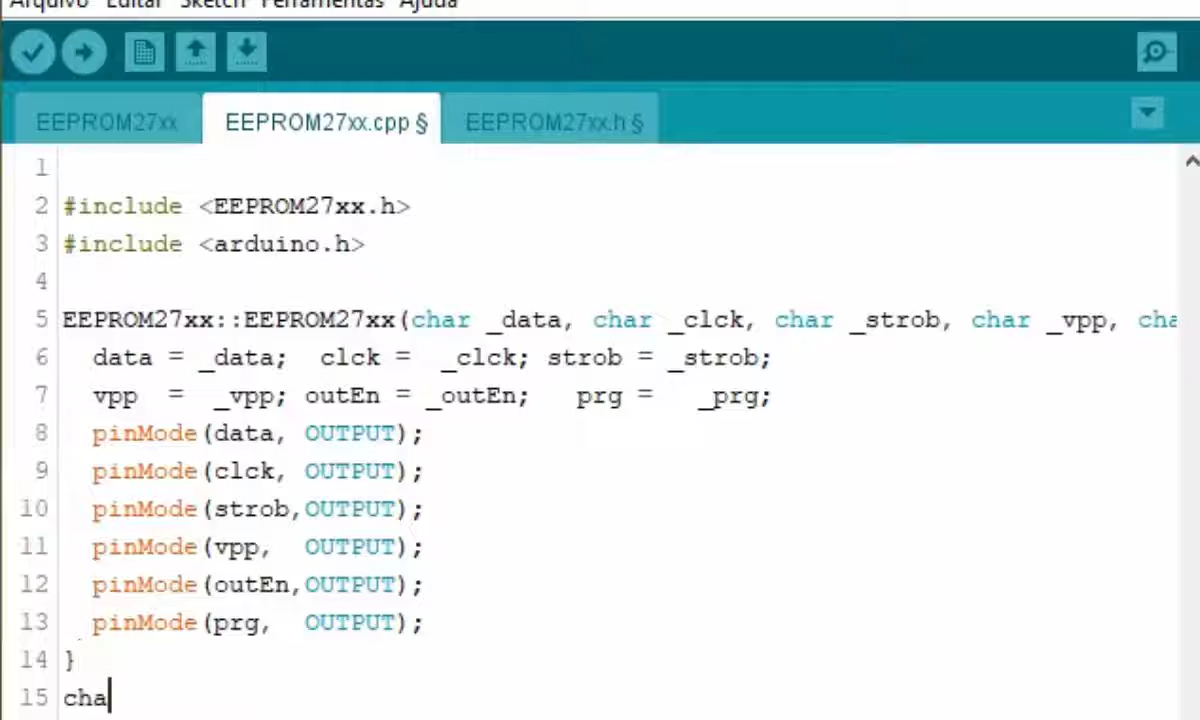 Arquivo Editar Sketch Ferramentas Ajuda
EEPROM27xx EEPROM27xx.cpp § EEPROM27xx.h §
1
2 #include <EEPROM27xx.h>
3 #include <arduino.h>
4
5 EEPROM27xx::EEPROM27xx(char _data, char _clck, char _strob, char _vpp, cha
6 data = _data; clck = _clck; strob = _strob;
7 vpp = _vpp; outEn = _outEn; prg = _prg;
8 pinMode(data, OUTPUT);
9 pinMode(clck, OUTPUT);
10 pinMode(strob,OUTPUT);
11 pinMode(vpp, OUTPUT);
12 pinMode(outEn,OUTPUT);
13 pinMode(prg, OUTPUT);
14 }
15 cha